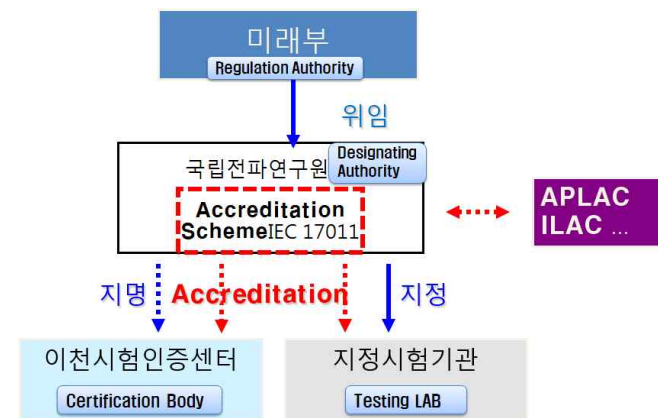 미래부
Regulation Authority
위임
국립전파연구원
Designating
Authority
Accreditation
SchemeIEC 17011
APLAC
ILAC ...
지명
Accreditation
지정
이천시험인증센터
지정시험기관
Certification Body
Testing LAB